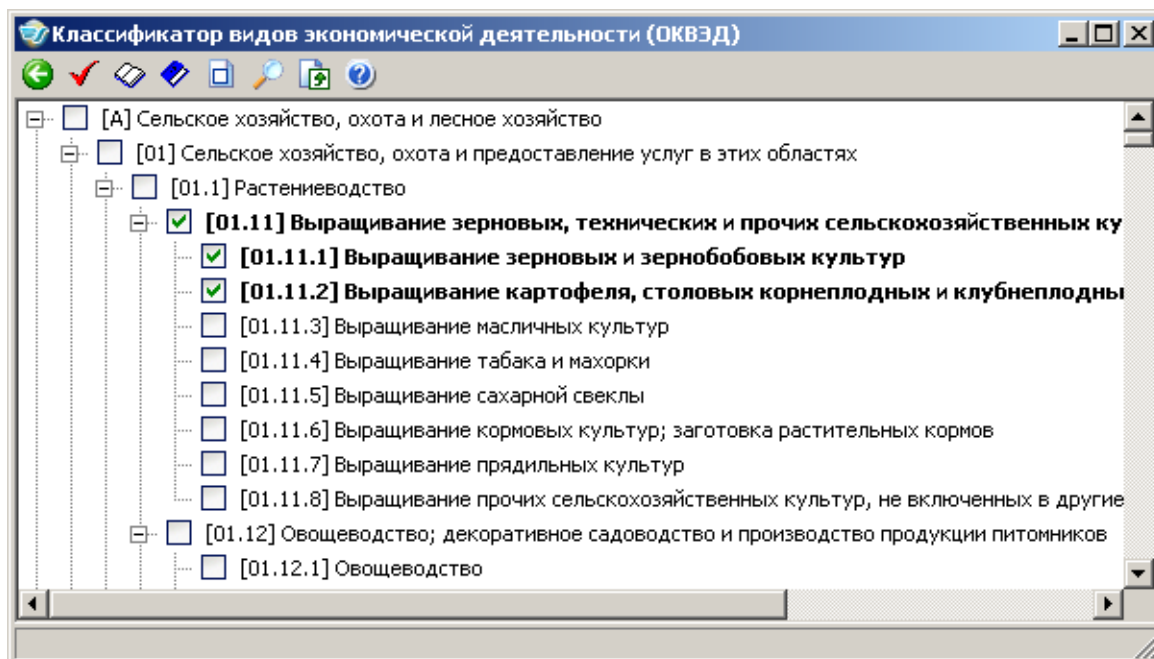 Классификатор видов экономической деятельности (ОКВЭД)
[A] Сельское хозяйство, охота и лесное хозяйство
[01] Сельское хозяйство, охота и предоставление услуг в этих областях
[01.1] Растениеводство
[01.11] Выращивание зерновых, технических и прочих сельскохозяйственных ку
[01.11.1] Выращивание зерновых и зернобобовых культур
[01.11.2] Выращивание картофеля, столовых корнеплодных и клубнеплодны
[01.11.3] Выращивание масличных культур
[01.11.4] Выращивание табака и махорки
[01.11.5] Выращивание сахарной свеклы
[01.11.6] Выращивание кормовых культур; заготовка растительных кормов
[01.11.7] Выращивание прядильных культур
[01.11.8] Выращивание прочих сельскохозяйственных культур, не включенных в другие
[01.12] Овощеводство; декоративное садоводство и производство продукции питомников
[01.12.1] Овощеводство